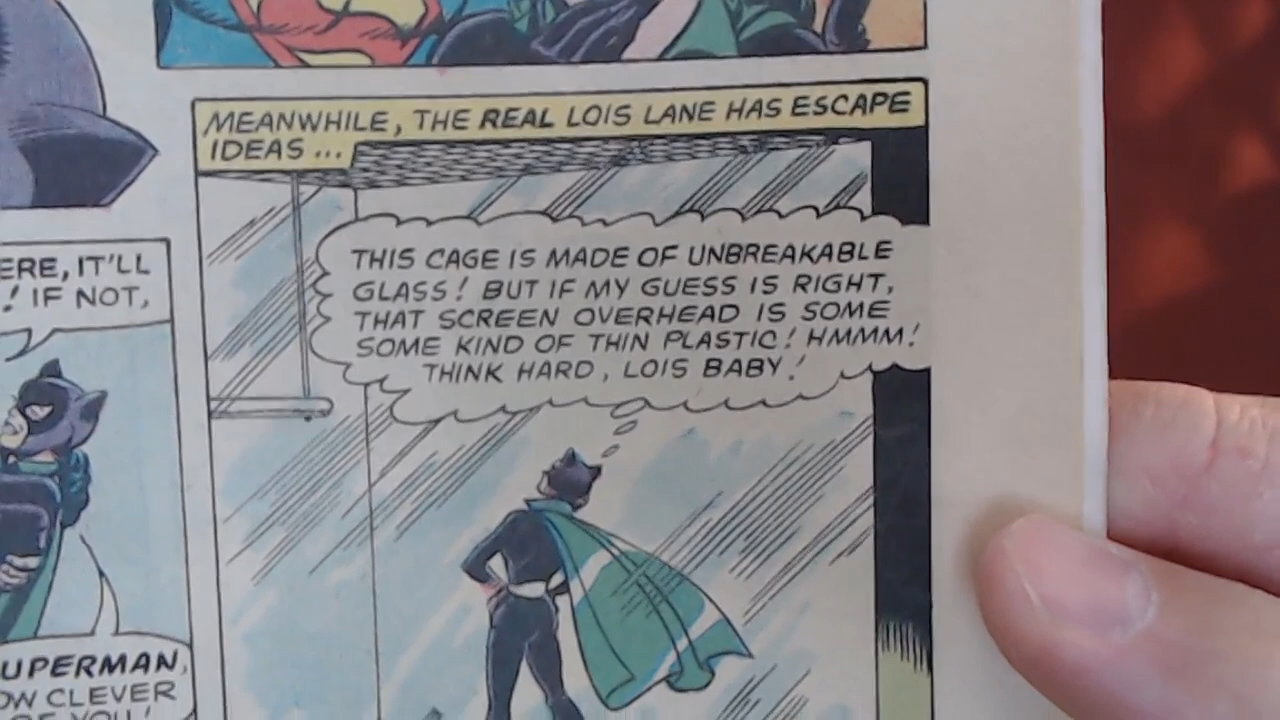 MEANWHILE, THE REAL LOIS LANE HAS ESCAPE
IDEAS ...
THIS CAGE IS MADE OF UNBREAKABLE
GLASS! BUT IF MY GUESS IS RIGHT,
THAT SCREEN OVERHEAD IS SOME
SOME KIND OF THIN PLASTIC! HMMM!
THINK HARD, LOIS BABY!
ERE, IT'LL
! IF NOT,
UPERMAN,
OW CLEVER
YOU!